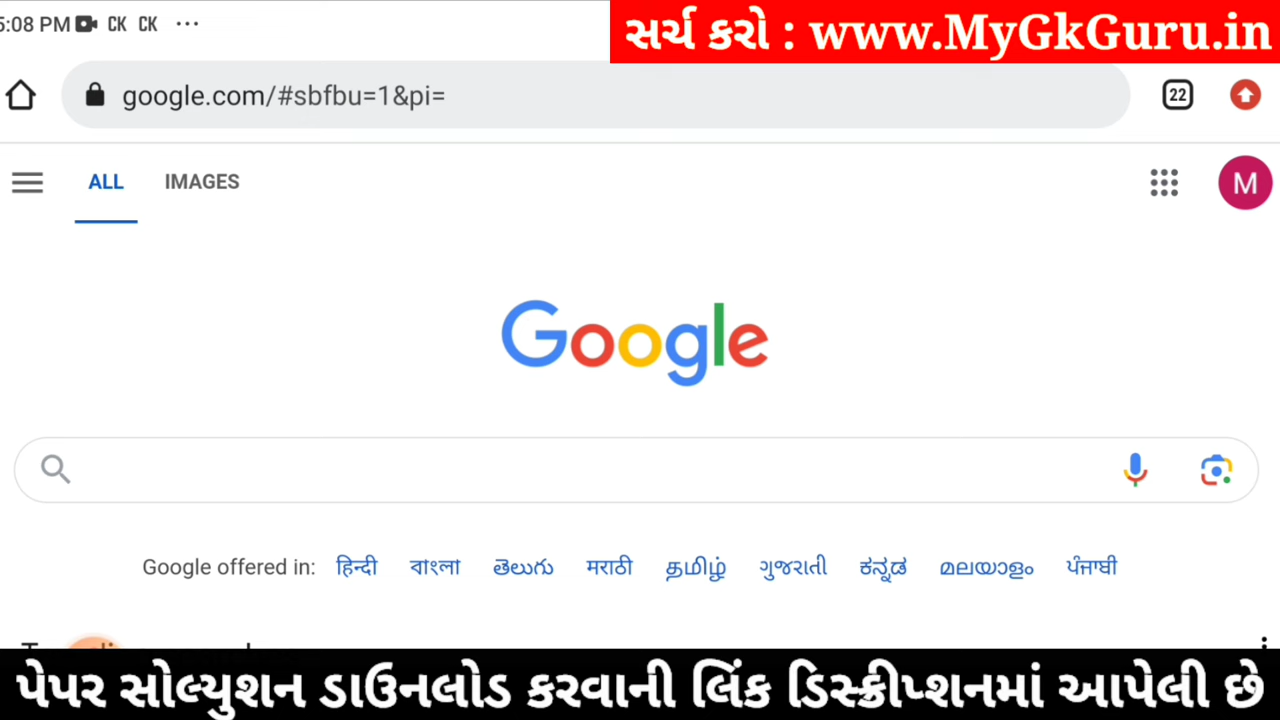 5:08 PM CK CK ...
સર્ચ કરો : www.MyGkGuru.in
google.com/#sbfbu=1&pi=
22
ALL IMAGES
M
Google
Google offered in: हिन्दी বাংলা తెలుగు मराठी தமிழ் ગુજરાતી ಕನ್ನಡ മലയാളം ਪੰਜਾਬੀ
પેપર સોલ્યુશન ડાઉનલોડ કરવાની લિંક ડિસ્ક્રીપ્શનમાં આપેલી છે